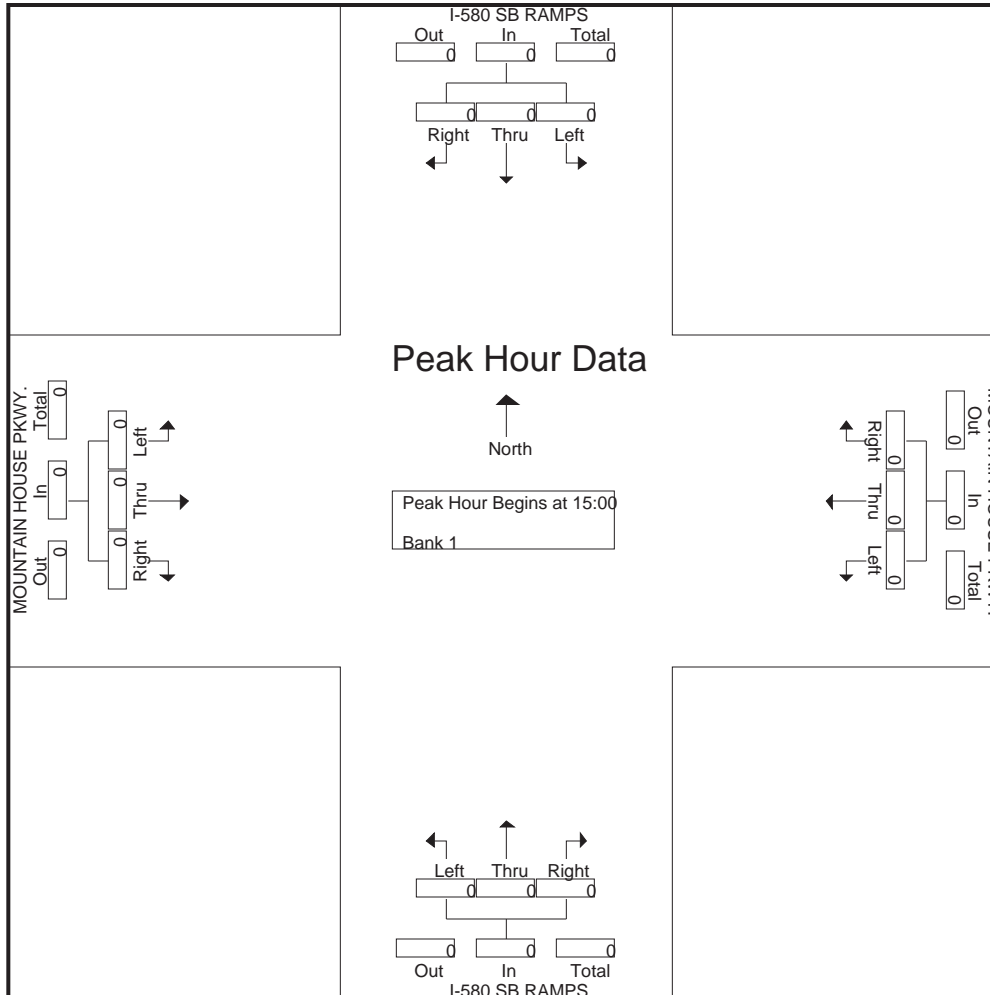 I-580 SB RAMPS
Out In Total
0 0 0
0 0 0
Right Thru Left
Peak Hour Data
North
Peak Hour Begins at 15:00
Bank 1
MOUNTAIN HOUSE PKWY.
Total In Out
0 0 0
0 0 0
Left Thru Right
Right Thru Left
0 0 0
0 0 0
Out In Total
Left Thru Right
0 0 0
0 0 0
Out In Total
I-580 SB RAMPS